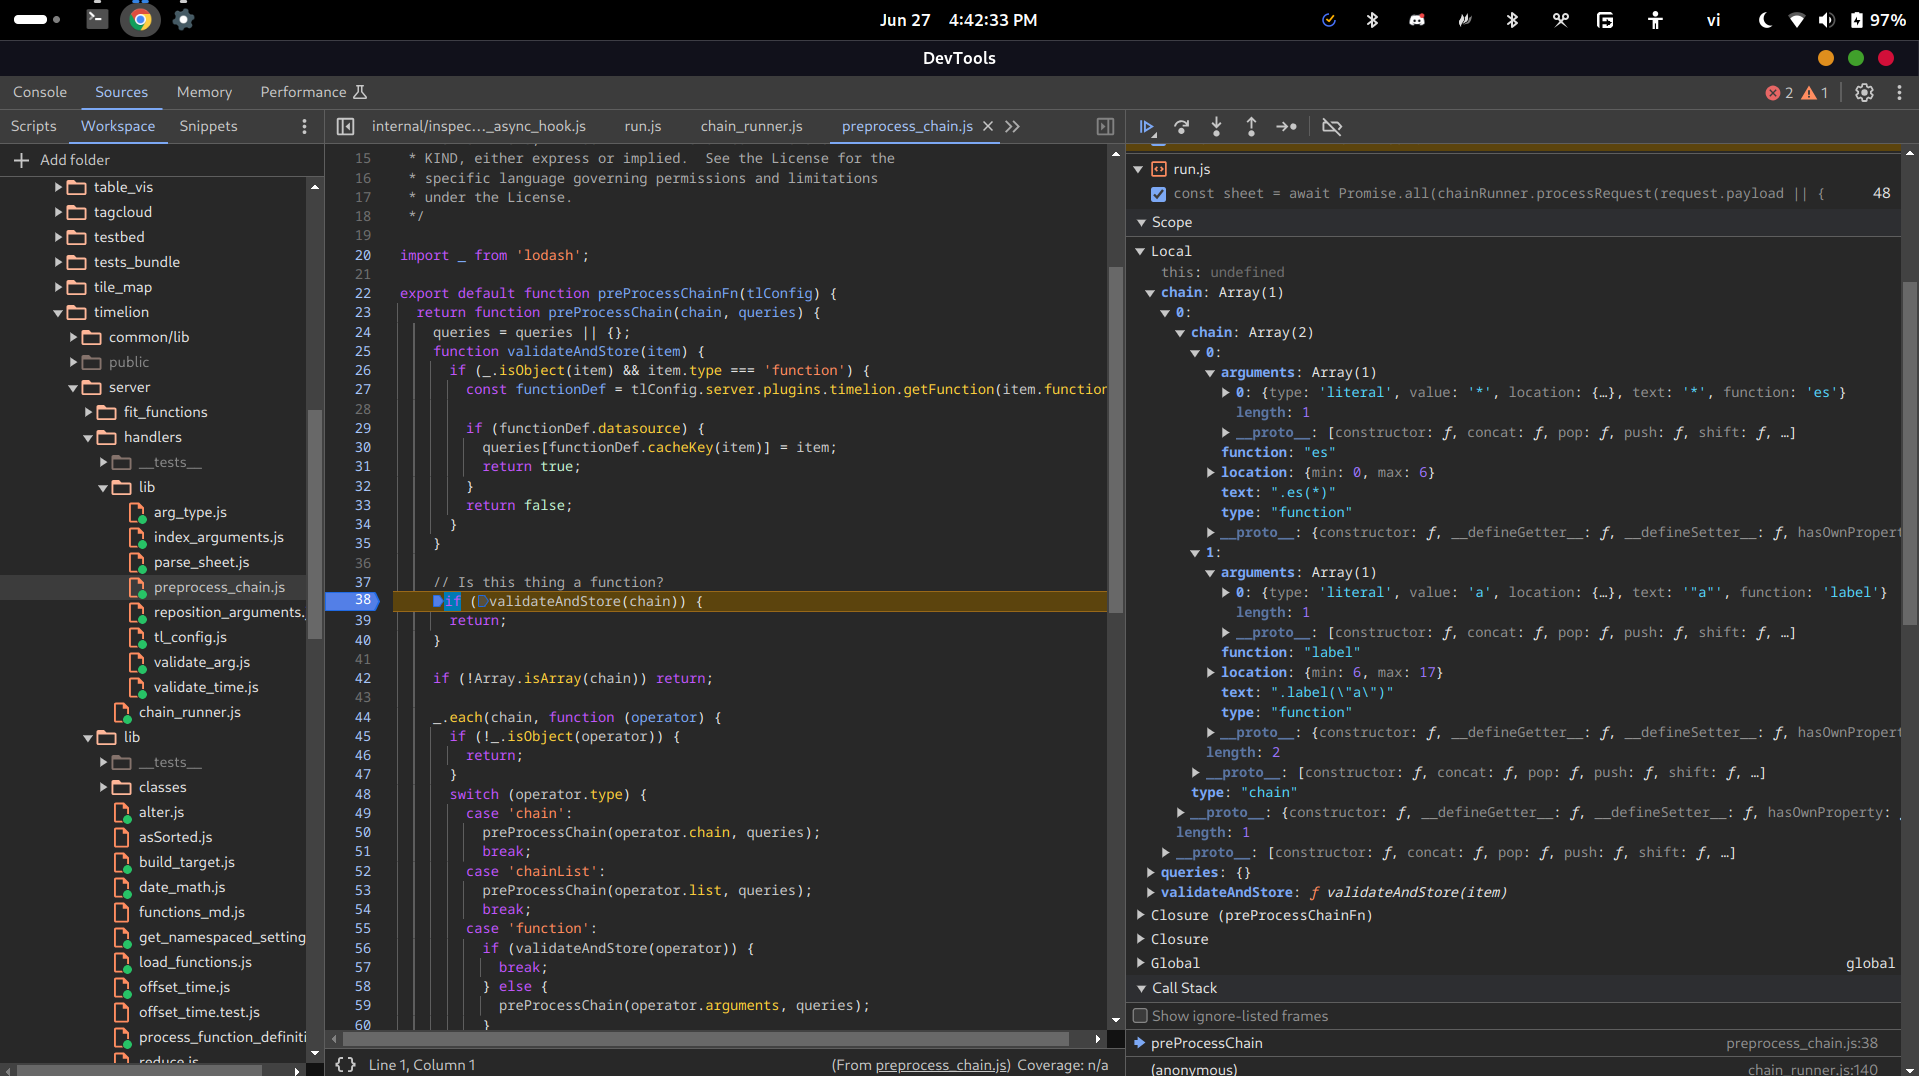 Jun 27 4:42:33 PM
vi
97%
DevTools
Console Sources Memory Performance
2 1
Scripts Workspace Snippets
internal/inspec..._async_hook.js run.js chain_runner.js preprocess_chain.js
Add folder
table_vis
tagcloud
testbed
tests_bundle
tile_map
timelion
common/lib
public
server
fit_functions
handlers
__tests__
lib
arg_type.js
index_arguments.js
parse_sheet.js
preprocess_chain.js
reposition_arguments.
tl_config.js
validate_arg.js
validate_time.js
chain_runner.js
lib
__tests__
classes
alter.js
asSorted.js
build_target.js
date_math.js
functions_md.js
get_namespaced_setting
load_functions.js
offset_time.js
offset_time.test.js
process_function_definiti
reduce.js
15 * KIND, either express or implied.  See the License for the
16 * specific language governing permissions and limitations
17 * under the License.
18 */
19
20 import _ from 'lodash';
21
22 export default function preProcessChainFn(tlConfig) {
23 return function preProcessChain(chain, queries) {
24 queries = queries || {};
25 function validateAndStore(item) {
26 if (_.isObject(item) && item.type === 'function') {
27 const functionDef = tlConfig.server.plugins.timelion.getFunction(item.function
28
29 if (functionDef.datasource) {
30 queries[functionDef.cacheKey(item)] = item;
31 return true;
32 }
33 return false;
34 }
35 }
36
37 // Is this thing a function?
38 if (validateAndStore(chain)) {
39 return;
40 }
41
42 if (!Array.isArray(chain)) return;
43
44 _.each(chain, function (operator) {
45 if (!_.isObject(operator)) {
46 return;
47 }
48 switch (operator.type) {
49 case 'chain':
50 preProcessChain(operator.chain, queries);
51 break;
52 case 'chainList':
53 preProcessChain(operator.list, queries);
54 break;
55 case 'function':
56 if (validateAndStore(operator)) {
57 break;
58 } else {
59 preProcessChain(operator.arguments, queries);
60 }
{} Line 1, Column 1 (From preprocess_chain.js) Coverage: n/a
run.js
const sheet = await Promise.all(chainRunner.processRequest(request.payload || { 48
Scope
Local
this: undefined
chain: Array(1)
0:
chain: Array(2)
0:
arguments: Array(1)
0: {type: 'literal', value: '*', location: {…}, text: '*', function: 'es'}
length: 1
__proto__: [constructor: ƒ, concat: ƒ, pop: ƒ, push: ƒ, shift: ƒ, …]
function: "es"
location: {min: 0, max: 6}
text: ".es(*)"
type: "function"
__proto__: {constructor: ƒ, __defineGetter__: ƒ, __defineSetter__: ƒ, hasOwnPropert
1:
arguments: Array(1)
0: {type: 'literal', value: 'a', location: {…}, text: '"a"', function: 'label'}
length: 1
__proto__: [constructor: ƒ, concat: ƒ, pop: ƒ, push: ƒ, shift: ƒ, …]
function: "label"
location: {min: 6, max: 17}
text: ".label(\"a\")"
type: "function"
__proto__: {constructor: ƒ, __defineGetter__: ƒ, __defineSetter__: ƒ, hasOwnPropert
length: 2
__proto__: [constructor: ƒ, concat: ƒ, pop: ƒ, push: ƒ, shift: ƒ, …]
type: "chain"
__proto__: {constructor: ƒ, __defineGetter__: ƒ, __defineSetter__: ƒ, hasOwnProperty:
length: 1
__proto__: [constructor: ƒ, concat: ƒ, pop: ƒ, push: ƒ, shift: ƒ, …]
queries: {}
validateAndStore: ƒ validateAndStore(item)
Closure (preProcessChainFn)
Closure
Global global
Call Stack
Show ignore-listed frames
preProcessChain preprocess_chain.js:38
(anonymous) chain_runner.js:140